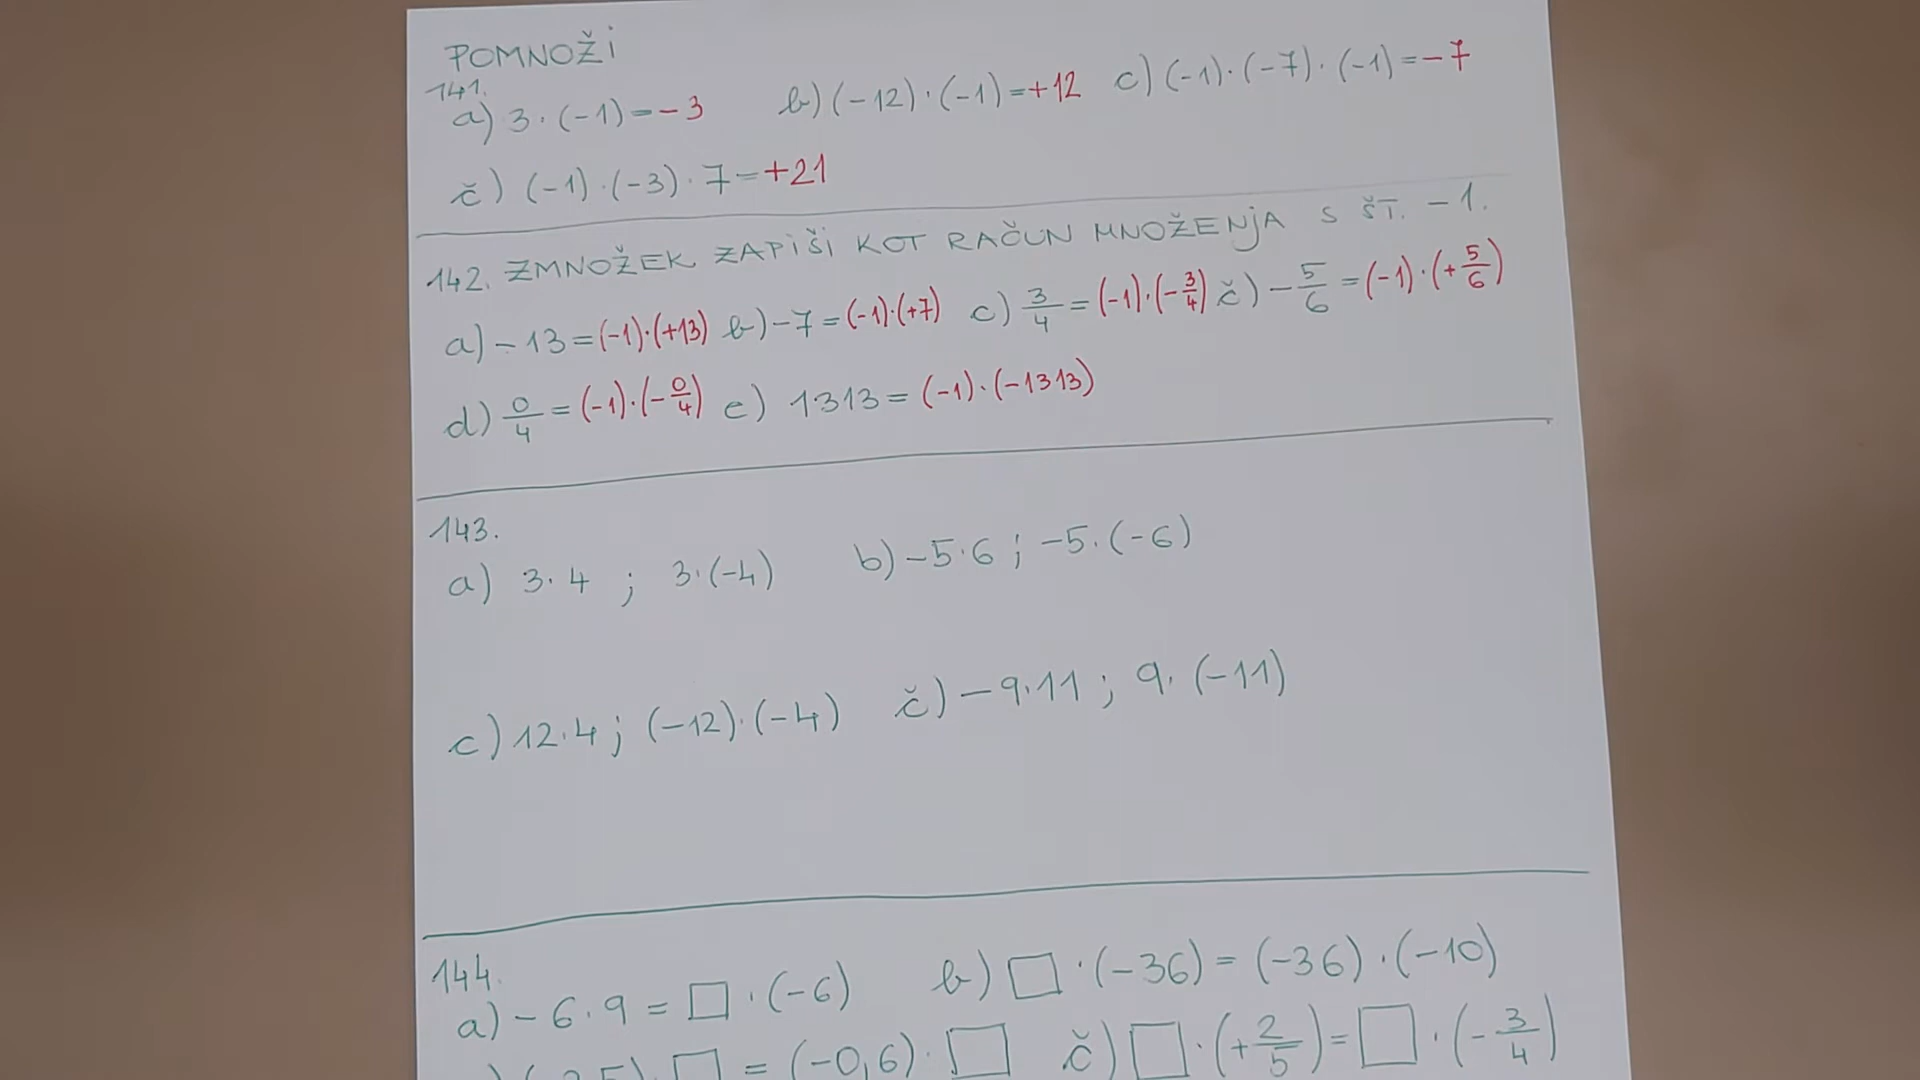 POMNOŽI
141.
a) 3 · (-1) = -3 b) (-12) · (-1) = +12 c) (-1) · (-7) · (-1) = -7
č) (-1) · (-3) · 7 = +21
142. ZMNOŽEK ZAPIŠI KOT RAČUN MNOŽENJA S ŠT. -1.
a) -13 = (-1)·(+13) b) -7 = (-1)·(+7) c) 3/4 = (-1)·(-3/4) č) -5/6 = (-1)·(+5/6)
d) 0/4 = (-1)·(-0/4) e) 1313 = (-1)·(-1313)
143.
a) 3·4 ; 3·(-4) b) -5·6 ; -5·(-6)
c) 12·4 ; (-12)·(-4) č) -9·11 ; 9·(-11)
144.
a) -6·9 = □ · (-6) b) □ · (-36) = (-36) · (-10)
□ = (-0,6) · □ č) □ · (+2/5) = □ · (-3/4)